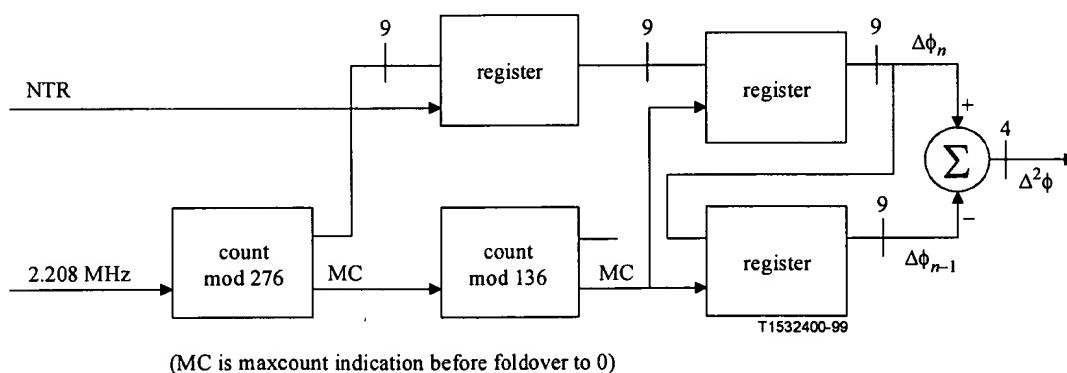 9
9
9
Δϕn
register
register
NTR
+
4
Σ
Δ²ϕ
9
−
count
mod 276
count
mod 136
register
2.208 MHz
MC
MC
Δϕn−1
T1532400-99
(MC is maxcount indication before foldover to 0)